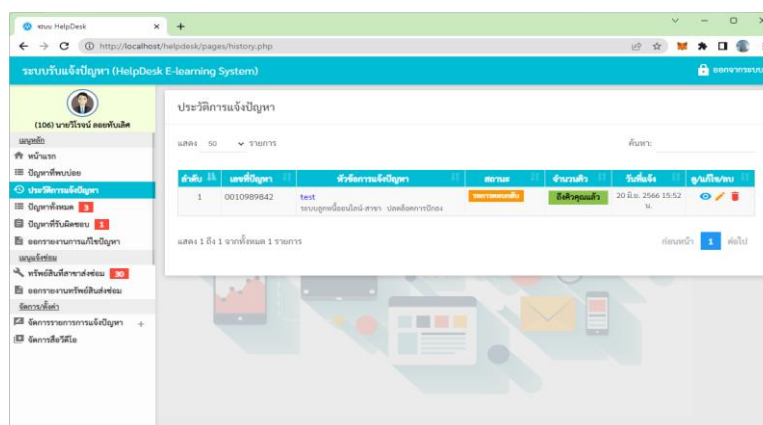 ระบบ HelpDesk
http://localhost/helpdesk/pages/history.php
ระบบรับแจ้งปัญหา (HelpDesk E-learning System)
ออกจากระบบ
(106) นายวิโรจน์ ลอยทับเลิศ
เมนูหลัก
หน้าแรก
ปัญหาที่พบบ่อย
ประวัติการแจ้งปัญหา
ปัญหาทั้งหมด 3
ปัญหาที่รับผิดชอบ 1
ออกรายงานการแก้ไขปัญหา
เมนูแจ้งซ่อม
ทรัพย์สินที่สาขาส่งซ่อม 30
ออกรายงานทรัพย์สินส่งซ่อม
จัดการ/ตั้งค่า
จัดการรายการการแจ้งปัญหา +
จัดการสื่อวีดีโอ
ประวัติการแจ้งปัญหา
แสดง 50 รายการ
ค้นหา:
ลำดับ เลขที่ปัญหา หัวข้อการแจ้งปัญหา สถานะ จำนวนคิว วันที่แจ้ง ดู/แก้ไข/ลบ
1 0010989842 test รอการตอบกลับ ถึงคิวคุณแล้ว 20 มิ.ย. 2566 15:52 น.
ระบบลูกหนี้ออนไลน์-สาขา ปลดล็อคการปักธง
แสดง 1 ถึง 1 จากทั้งหมด 1 รายการ
ก่อนหน้า 1 ต่อไป